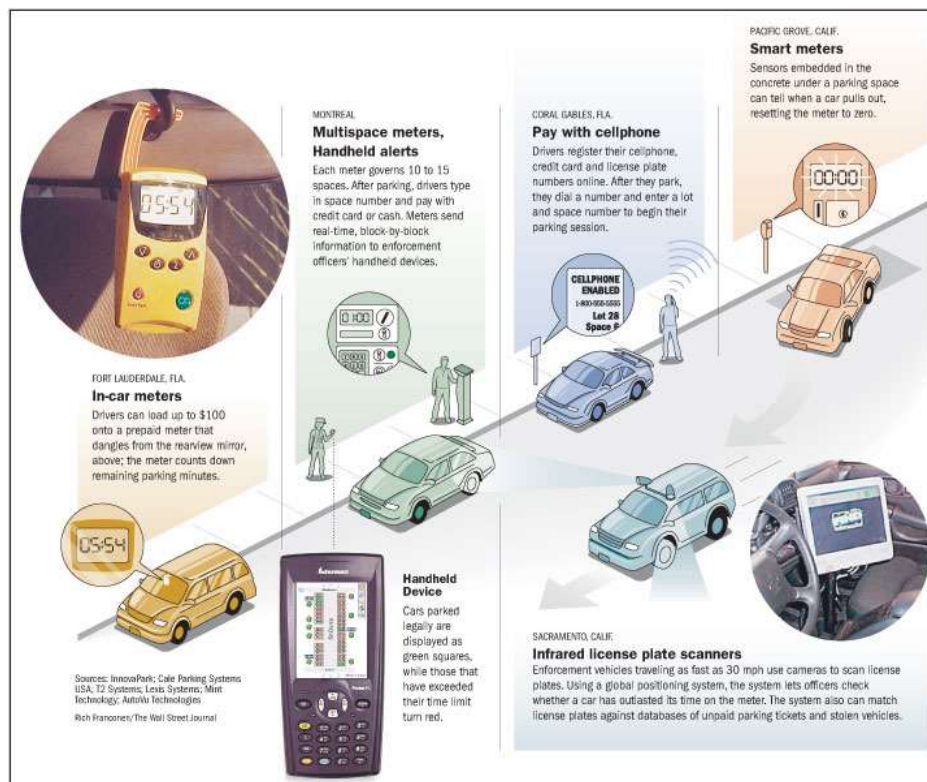 PACIFIC GROVE, CALIF.
Smart meters
Sensors embedded in the
concrete under a parking space
can tell when a car pulls out,
resetting the meter to zero.
00:00
MONTREAL
Multispace meters,
Handheld alerts
Each meter governs 10 to 15
spaces. After parking, drivers type
in space number and pay with
credit card or cash. Meters send
real-time, block-by-block
information to enforcement
officers' handheld devices.
CORAL GABLES, FLA.
Pay with cellphone
Drivers register their cellphone,
credit card and license plate
numbers online. After they park,
they dial a number and enter a lot
and space number to begin their
parking session.
CELLPHONE
ENABLED
1-800-555-5555
Lot 28
Space 6
05:54
FORT LAUDERDALE, FLA.
In-car meters
Drivers can load up to $100
onto a prepaid meter that
dangles from the rearview mirror,
above; the meter counts down
remaining parking minutes.
05:54
Handheld
Device
Cars parked
legally are
displayed as
green squares,
while those that
have exceeded
their time limit
turn red.
SACRAMENTO, CALIF.
Infrared license plate scanners
Enforcement vehicles traveling as fast as 30 mph use cameras to scan license
plates. Using a global positioning system, the system lets officers check
whether a car has outlasted its time on the meter. The system also can match
license plates against databases of unpaid parking tickets and stolen vehicles.
Sources: InnovaPark; Cale Parking Systems
USA; T2 Systems; Lexis Systems; Mint
Technology; AutoVu Technologies
Rich Franconeri/The Wall Street Journal